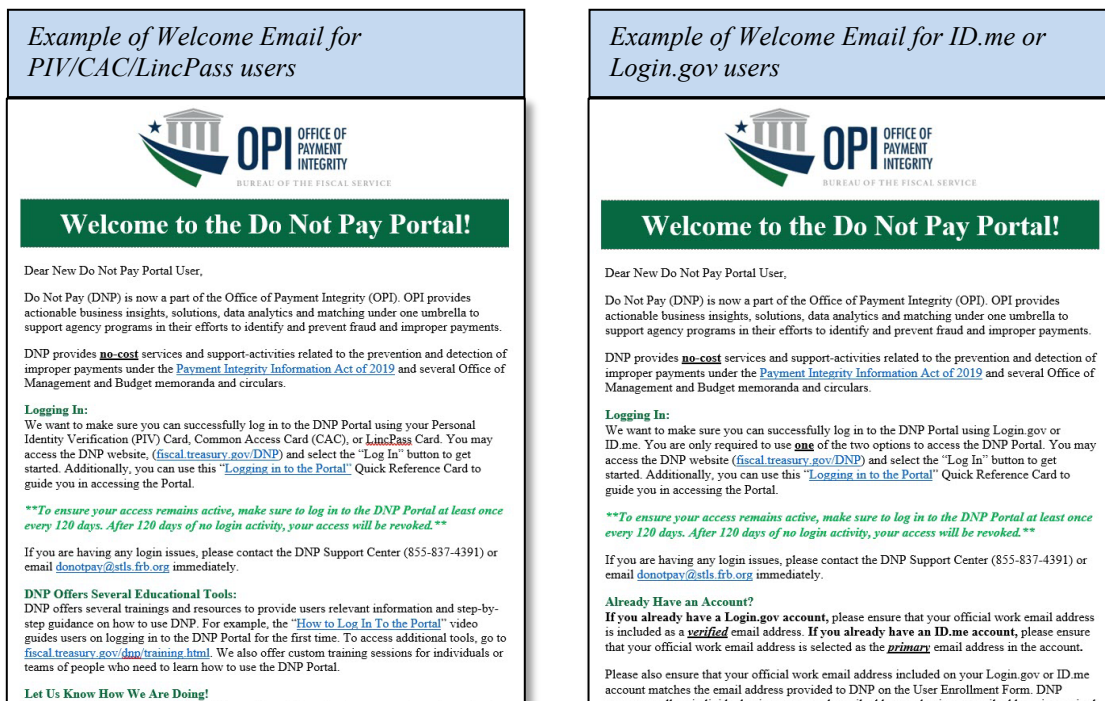 Example of Welcome Email for
PIV/CAC/LincPass users
OPI OFFICE OF
PAYMENT
INTEGRITY
BUREAU OF THE FISCAL SERVICE
Welcome to the Do Not Pay Portal!
Dear New Do Not Pay Portal User,
Do Not Pay (DNP) is now a part of the Office of Payment Integrity (OPI). OPI provides
actionable business insights, solutions, data analytics and matching under one umbrella to
support agency programs in their efforts to identify and prevent fraud and improper payments.
DNP provides no-cost services and support-activities related to the prevention and detection of
improper payments under the Payment Integrity Information Act of 2019 and several Office of
Management and Budget memoranda and circulars.
Logging In:
We want to make sure you can successfully log in to the DNP Portal using your Personal
Identity Verification (PIV) Card, Common Access Card (CAC), or LincPass Card. You may
access the DNP website, (fiscal.treasury.gov/DNP) and select the “Log In” button to get
started. Additionally, you can use this “Logging in to the Portal” Quick Reference Card to
guide you in accessing the Portal.
**To ensure your access remains active, make sure to log in to the DNP Portal at least once
every 120 days. After 120 days of no login activity, your access will be revoked.**
If you are having any login issues, please contact the DNP Support Center (855-837-4391) or
email donotpay@stls.frb.org immediately.
DNP Offers Several Educational Tools:
DNP offers several trainings and resources to provide users relevant information and step-by-
step guidance on how to use DNP. For example, the “How to Log In To the Portal” video
guides users on logging in to the DNP Portal for the first time. To access additional tools, go to
fiscal.treasury.gov/dnp/training.html. We also offer custom training sessions for individuals or
teams of people who need to learn how to use the DNP Portal.
Let Us Know How We Are Doing!
Example of Welcome Email for ID.me or
Login.gov users
OPI OFFICE OF
PAYMENT
INTEGRITY
BUREAU OF THE FISCAL SERVICE
Welcome to the Do Not Pay Portal!
Dear New Do Not Pay Portal User,
Do Not Pay (DNP) is now a part of the Office of Payment Integrity (OPI). OPI provides
actionable business insights, solutions, data analytics and matching under one umbrella to
support agency programs in their efforts to identify and prevent fraud and improper payments.
DNP provides no-cost services and support-activities related to the prevention and detection of
improper payments under the Payment Integrity Information Act of 2019 and several Office of
Management and Budget memoranda and circulars.
Logging In:
We want to make sure you can successfully log in to the DNP Portal using Login.gov or
ID.me. You are only required to use one of the two options to access the DNP Portal. You may
access the DNP website (fiscal.treasury.gov/DNP) and select the “Log In” button to get
started. Additionally, you can use this “Logging in to the Portal” Quick Reference Card to
guide you in accessing the Portal.
**To ensure your access remains active, make sure to log in to the DNP Portal at least once
every 120 days. After 120 days of no login activity, your access will be revoked.**
If you are having any login issues, please contact the DNP Support Center (855-837-4391) or
email donotpay@stls.frb.org immediately.
Already Have an Account?
If you already have a Login.gov account, please ensure that your official work email address
is included as a verified email address. If you already have an ID.me account, please ensure
that your official work email address is selected as the primary email address in the account.
Please also ensure that your official work email address included on your Login.gov or ID.me
account matches the email address provided to DNP on the User Enrollment Form. DNP